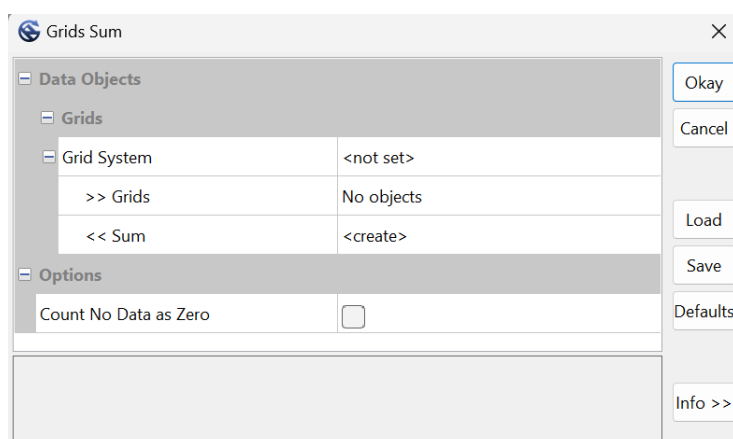 Grids Sum
Data Objects
Okay
Grids
Cancel
Grid System <not set>
>> Grids No objects
Load
<< Sum <create>
Save
Options
Count No Data as Zero
Defaults
Info >>